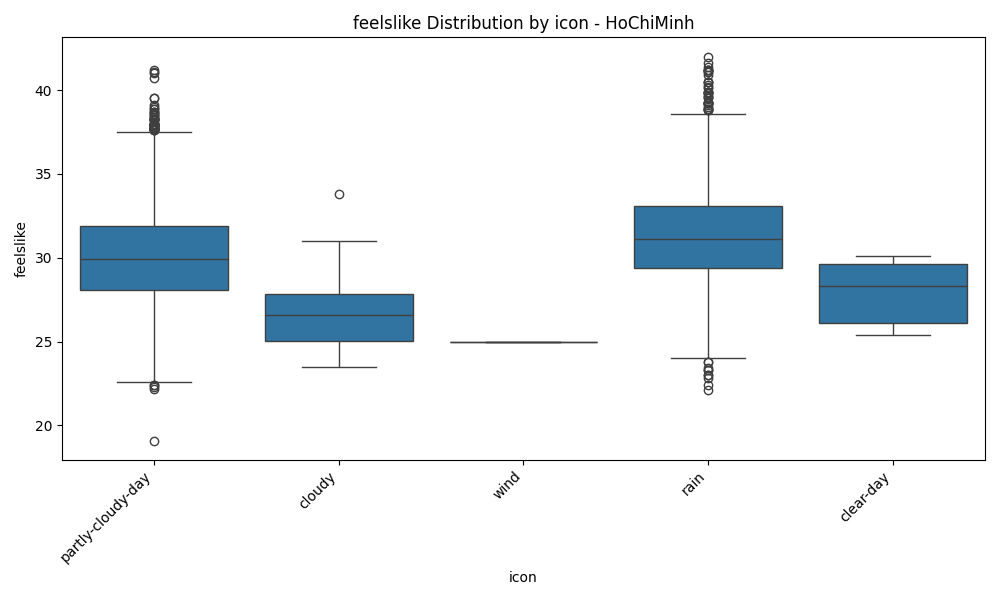 feelslike Distribution by icon - HoChiMinh
feelslike
40
35
30
25
20
partly-cloudy-day
cloudy
wind
rain
clear-day
icon